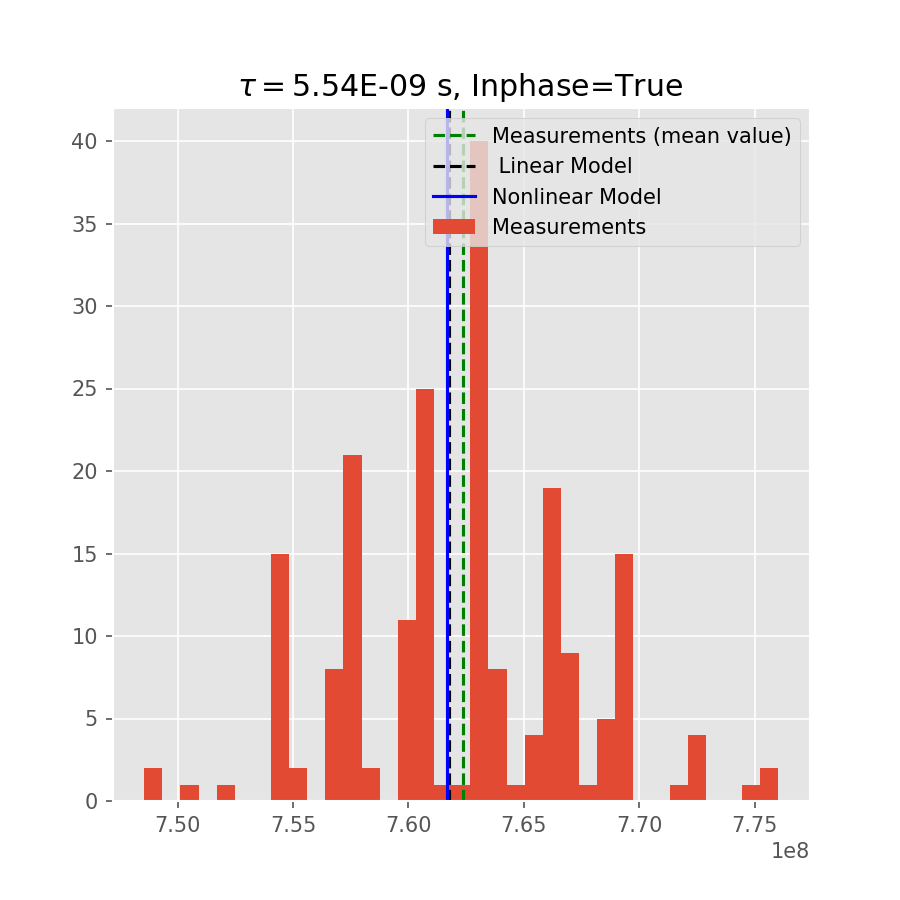 τ = 5.54E-09 s, Inphase=True
Measurements (mean value)
Linear Model
Nonlinear Model
Measurements
40
35
30
25
20
15
10
5
0
7.50 7.55 7.60 7.65 7.70 7.75
1e8